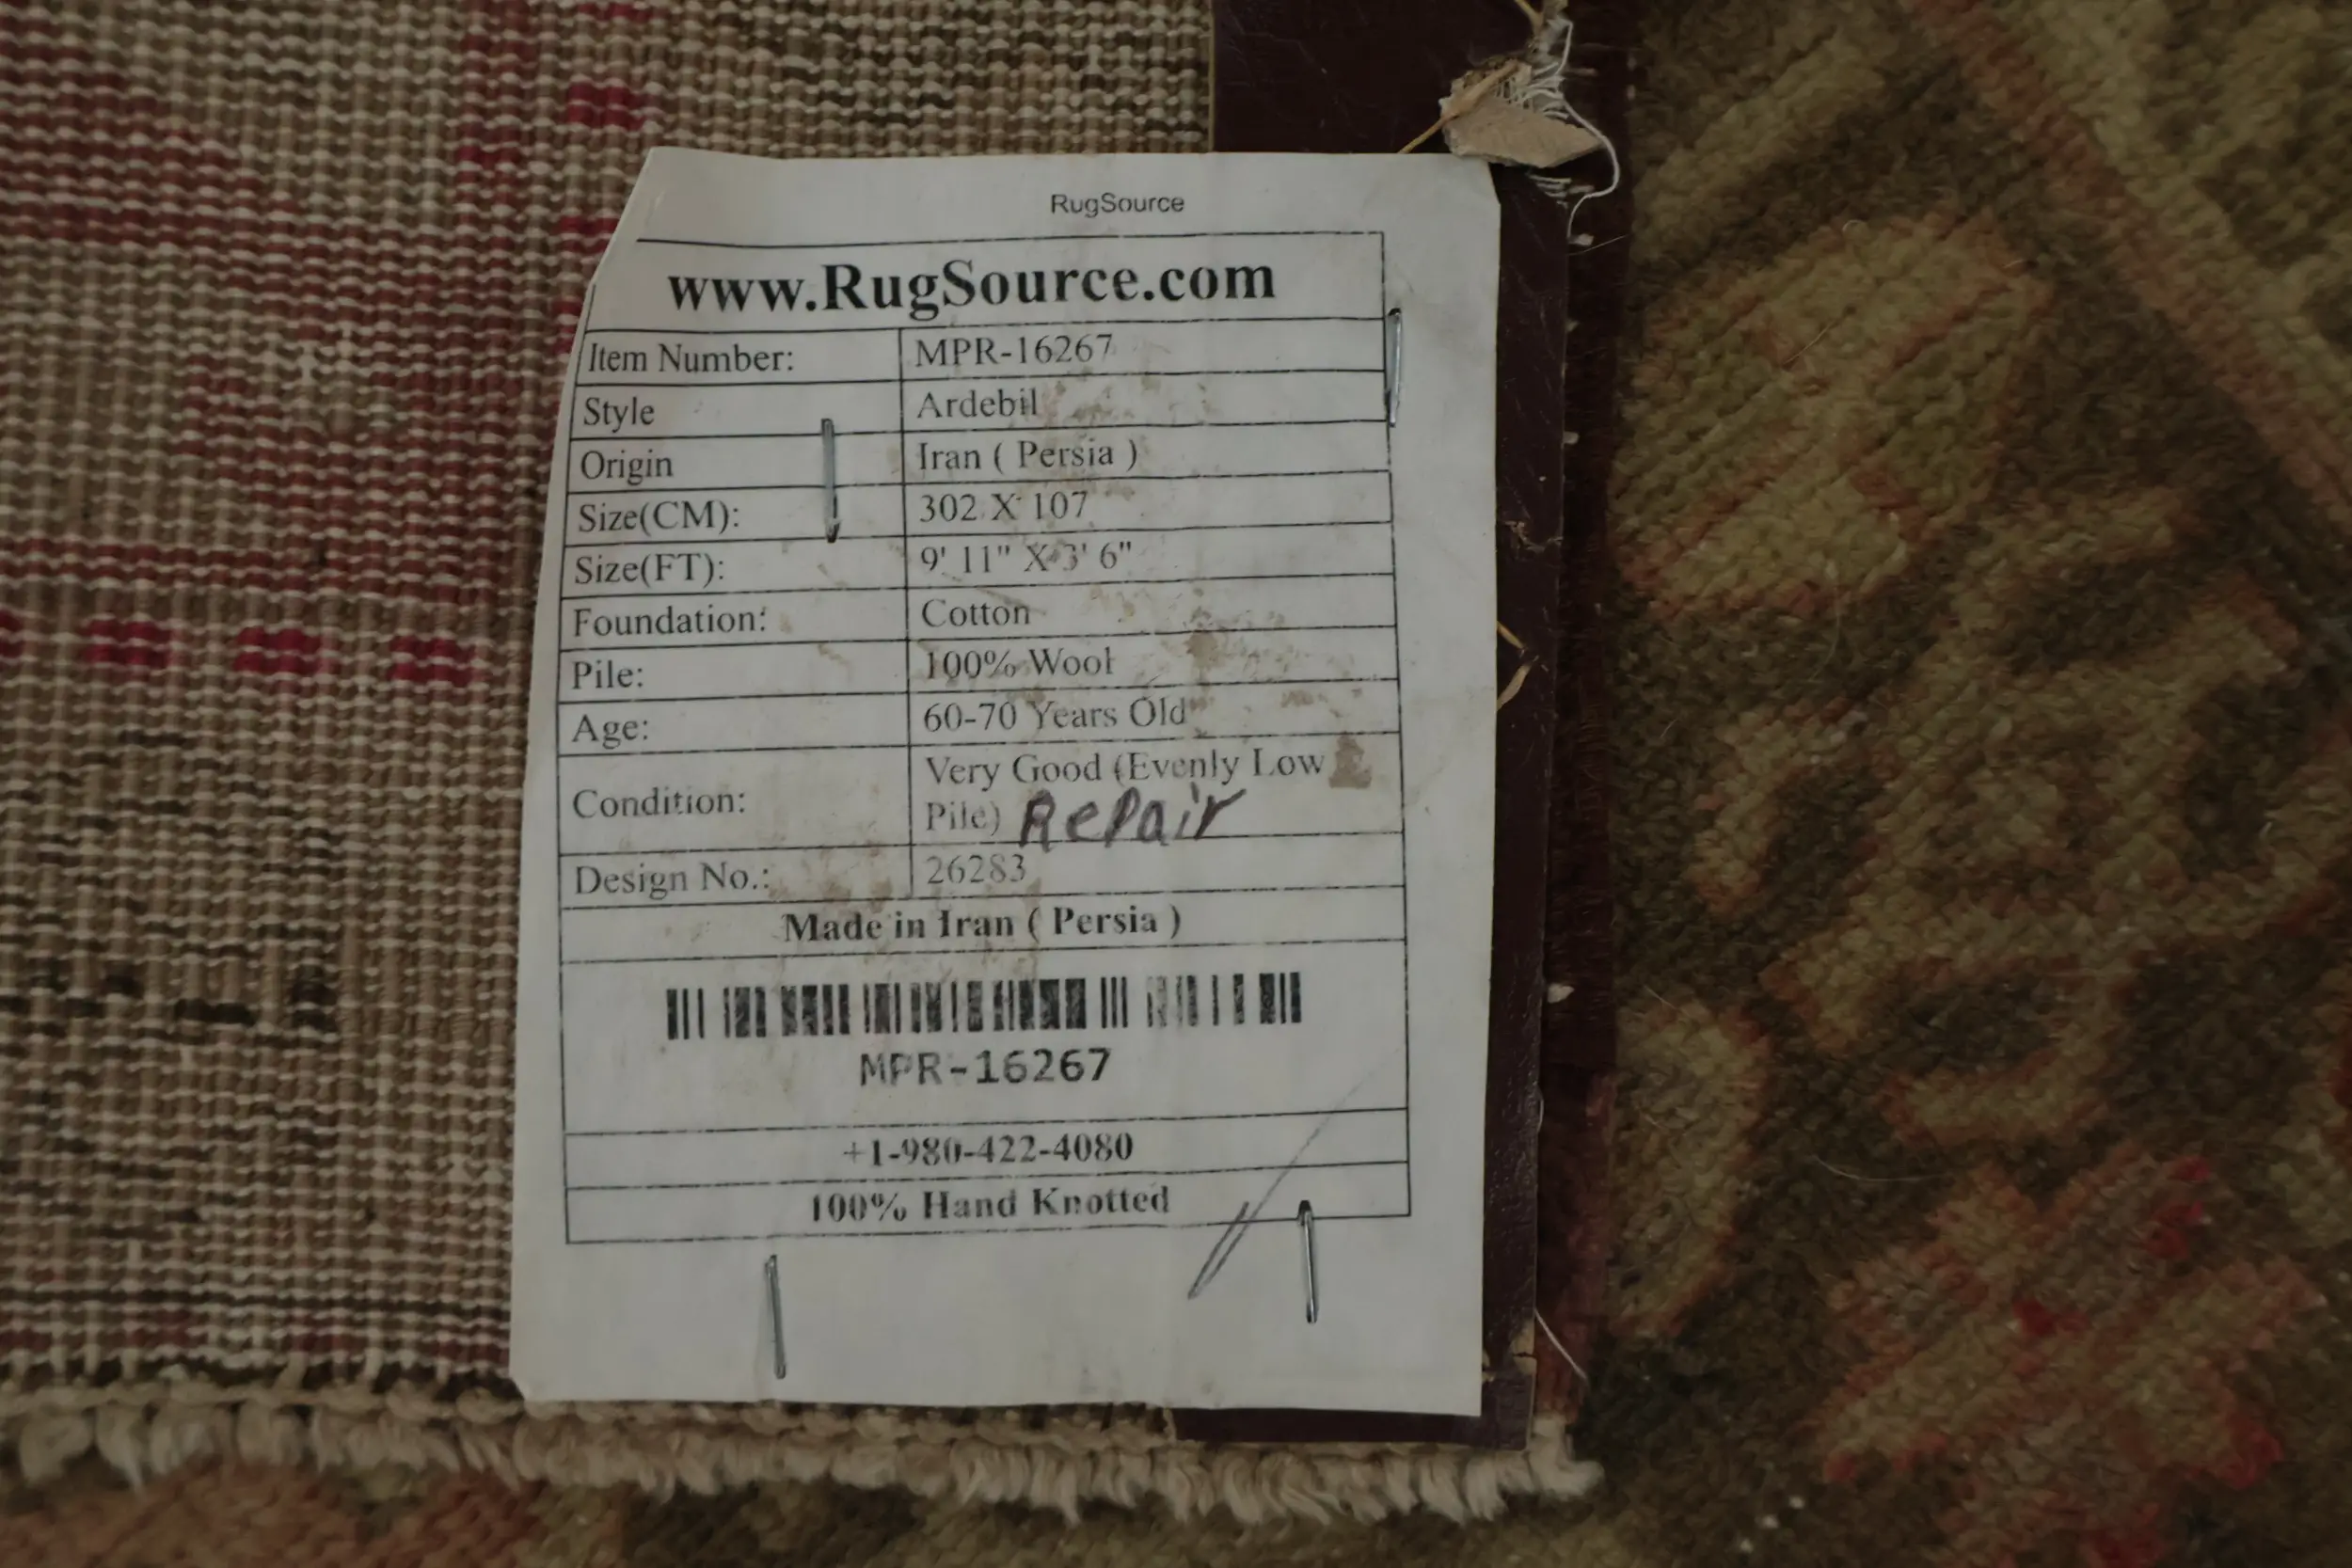 RugSource
www.RugSource.com
Item Number: MPR-16267
Style Ardebil
Origin Iran ( Persia )
Size(CM): 302 X 107
Size(FT): 9' 11" X 3' 6"
Foundation: Cotton
Pile: 100% Wool
Age: 60-70 Years Old
Condition: Very Good (Evenly Low
Pile) Repair
Design No.: 26283
Made in Iran ( Persia )
MPR-16267
+1-980-422-4080
100% Hand Knotted